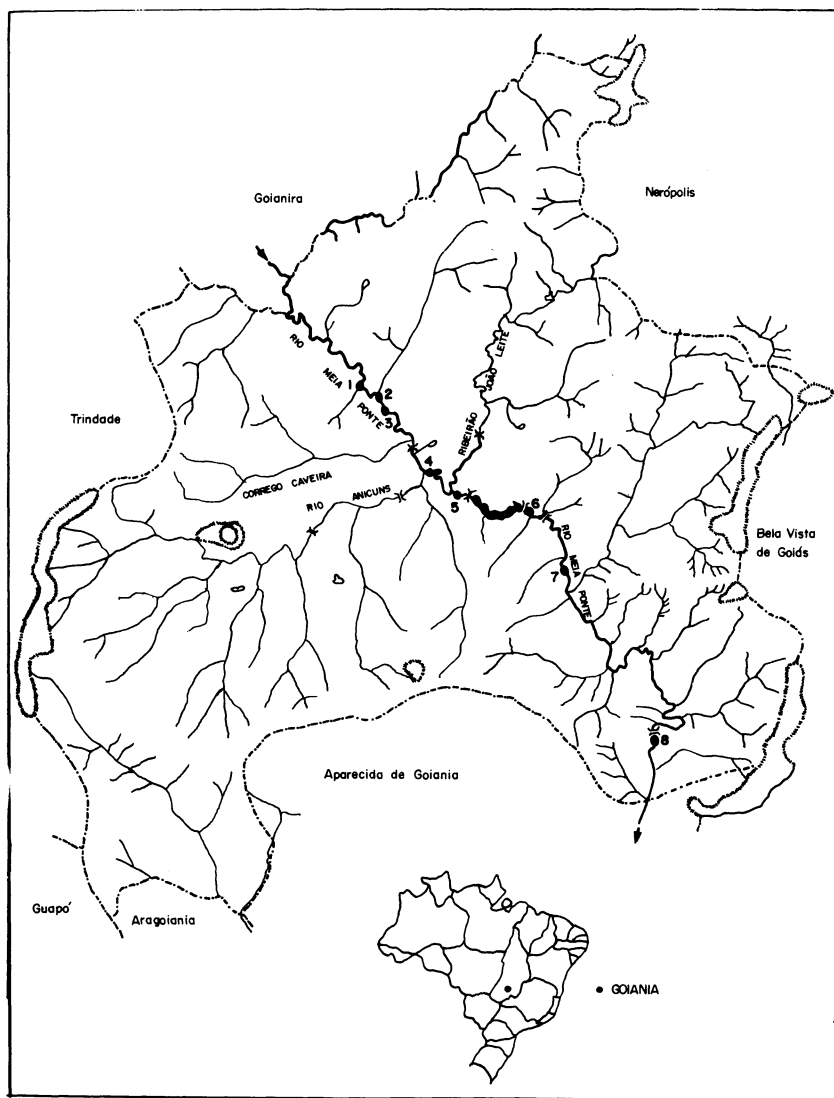 Goianira
Nerópolis
RIO MEIA PONTE
1
2
3
Trindade
RIBEIRÃO JOÃO LEITE
4
CORREGO CAVEIRA
RIO ANICUNS
5
6
RIO MEIA PONTE
7
Bela Vista
de Goiás
8
Aparecida de Goiania
Guapó
Aragoiania
GOIANIA